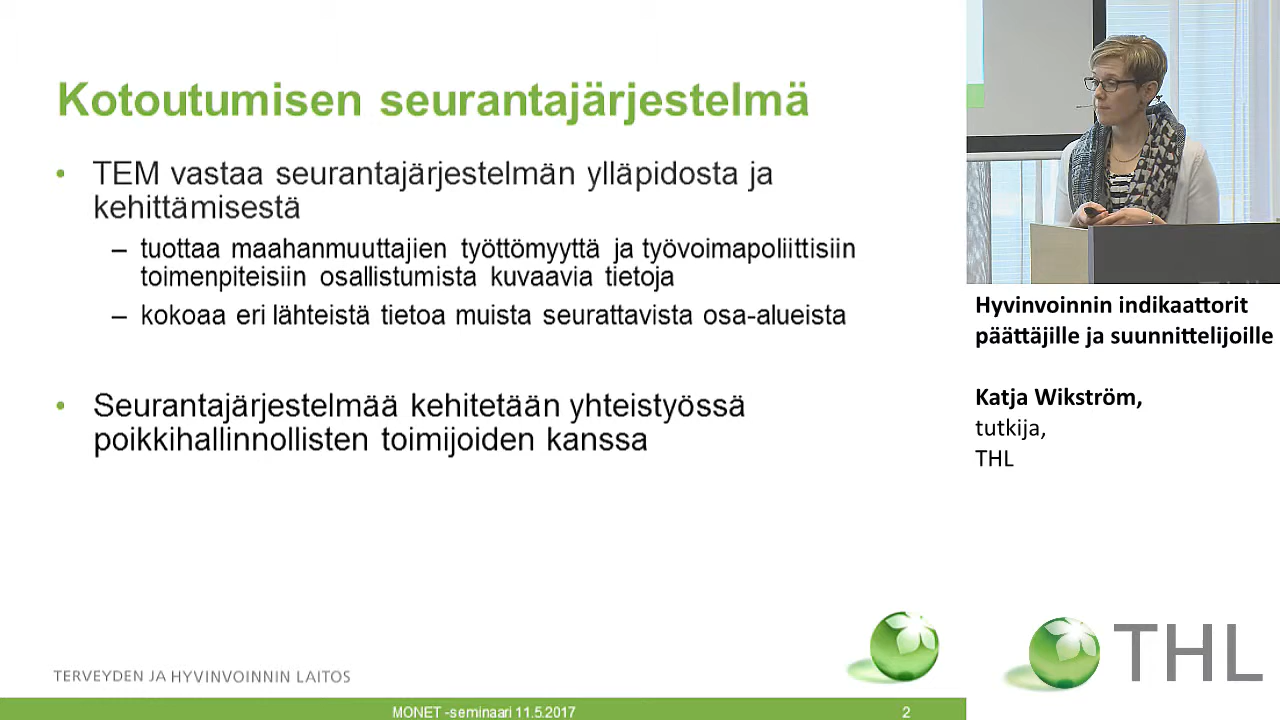 Kotoutumisen seurantajärjestelmä
• TEM vastaa seurantajärjestelmän ylläpidosta ja
kehittämisestä
– tuottaa maahanmuuttajien työttömyyttä ja työvoimapoliittisiin
toimenpiteisiin osallistumista kuvaavia tietoja
– kokoaa eri lähteistä tietoa muista seurattavista osa-alueista
• Seurantajärjestelmää kehitetään yhteistyössä
poikkihallinnollisten toimijoiden kanssa
TERVEYDEN JA HYVINVOINNIN LAITOS
MONET -seminaari 11.5.2017
2
Hyvinvoinnin indikaattorit
päättäjille ja suunnittelijoille
Katja Wikström,
tutkija,
THL
THL